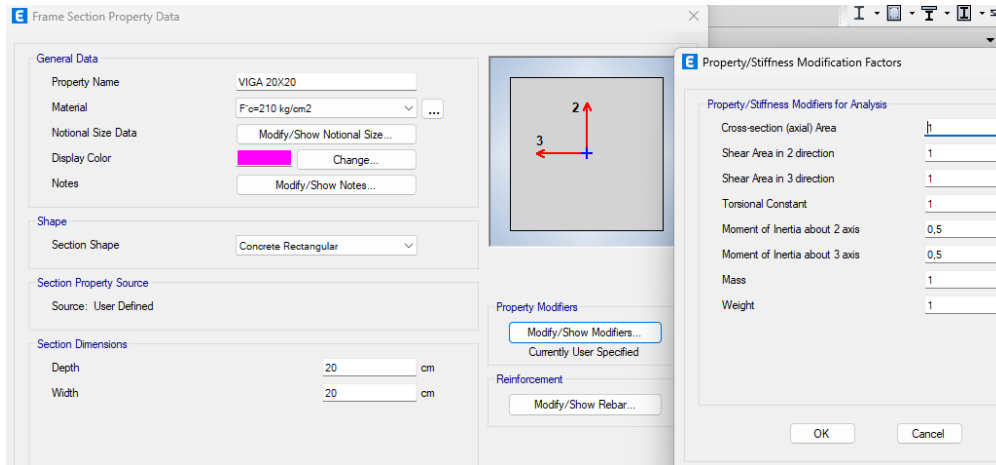 Frame Section Property Data
General Data
Property Name VIGA 20X20
Material F'c=210 kg/cm2 ...
Notional Size Data Modify/Show Notional Size...
Display Color Change...
Notes Modify/Show Notes...
Shape
Section Shape Concrete Rectangular
Section Property Source
Source: User Defined
Section Dimensions
Depth 20 cm
Width 20 cm
2
3
Property Modifiers
Modify/Show Modifiers...
Currently User Specified
Reinforcement
Modify/Show Rebar...
Property/Stiffness Modification Factors
Property/Stiffness Modifiers for Analysis
Cross-section (axial) Area 1
Shear Area in 2 direction 1
Shear Area in 3 direction 1
Torsional Constant 1
Moment of Inertia about 2 axis 0,5
Moment of Inertia about 3 axis 0,5
Mass 1
Weight 1
OK Cancel